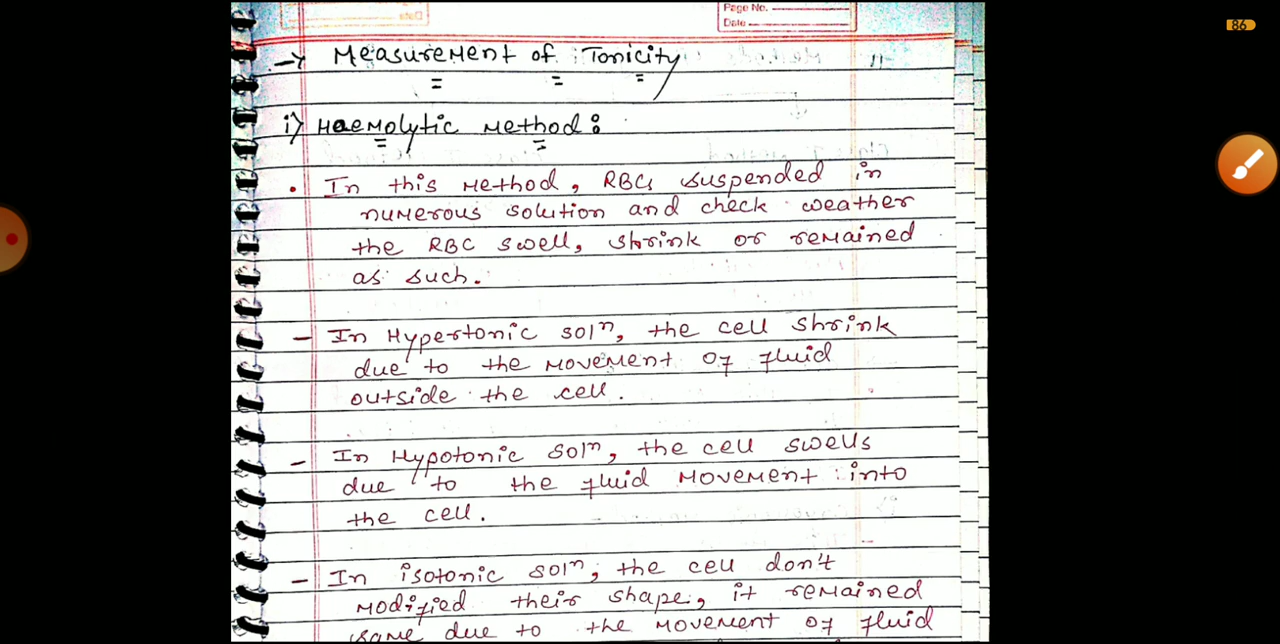 Page No.
Date
86
→ Measurement of Tonicity
i) Haemolytic Method:
• In this method, RBCs suspended in
numerous solution and check weather
the RBC swell, shrink or remained
as such.
- In Hypertonic solⁿ, the cell shrink
due to the movement of fluid
outside the cell.
- In Hypotonic solⁿ, the cell swells
due to the fluid movement into
the cell.
- In isotonic solⁿ, the cell don't
modified their shape, it remained
same due to the movement of fluid